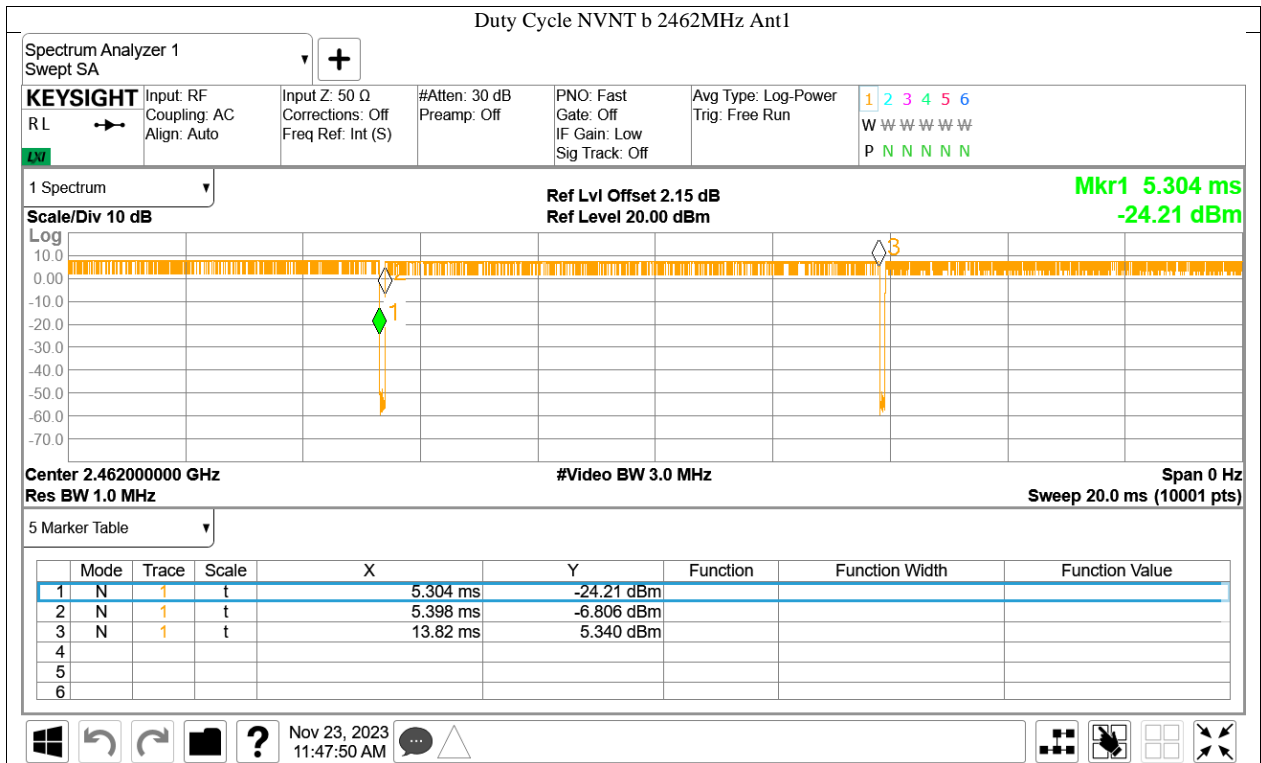 Duty Cycle NVNT b 2462MHz Ant1
Spectrum Analyzer 1
Swept SA
KEYSIGHT
RL
LXI
Input: RF
Coupling: AC
Align: Auto
Input Z: 50 Ω
Corrections: Off
Freq Ref: Int (S)
#Atten: 30 dB
Preamp: Off
PNO: Fast
Gate: Off
IF Gain: Low
Sig Track: Off
Avg Type: Log-Power
Trig: Free Run
1 2 3 4 5 6
W W W W W W
P N N N N N
1 Spectrum
Scale/Div 10 dB
Ref Lvl Offset 2.15 dB
Ref Level 20.00 dBm
Mkr1 5.304 ms
-24.21 dBm
Log
10.0
0.00
-10.0
-20.0
-30.0
-40.0
-50.0
-60.0
-70.0
1
2
3
Center 2.462000000 GHz
#Video BW 3.0 MHz
Span 0 Hz
Res BW 1.0 MHz
Sweep 20.0 ms (10001 pts)
5 Marker Table
Mode Trace Scale X Y Function Function Width Function Value
1 N 1 t 5.304 ms -24.21 dBm
2 N 1 t 5.398 ms -6.806 dBm
3 N 1 t 13.82 ms 5.340 dBm
4
5
6
?
Nov 23, 2023
11:47:50 AM